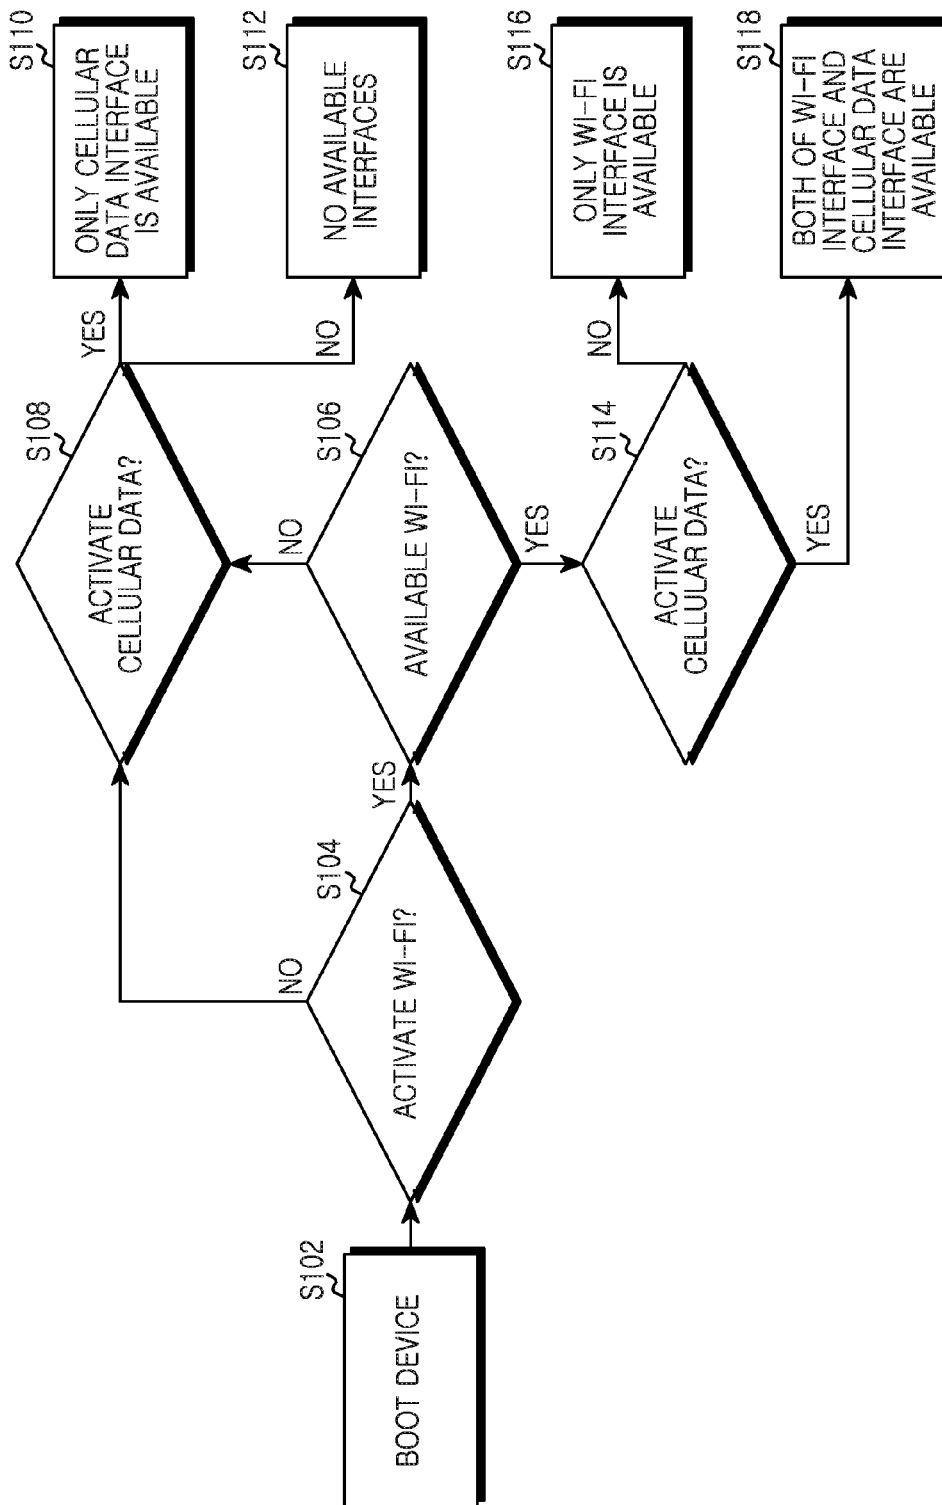 S102
BOOT DEVICE
S104
ACTIVATE WI-FI?
NO
YES
S106
AVAILABLE WI-FI?
NO
YES
S108
ACTIVATE
CELLULAR DATA?
YES
NO
S110
ONLY CELLULAR
DATA INTERFACE
IS AVAILABLE
S112
NO AVAILABLE
INTERFACES
S114
ACTIVATE
CELLULAR DATA?
NO
YES
S116
ONLY WI-FI
INTERFACE IS
AVAILABLE
S118
BOTH OF WI-FI
INTERFACE AND
CELLULAR DATA
INTERFACE ARE
AVAILABLE